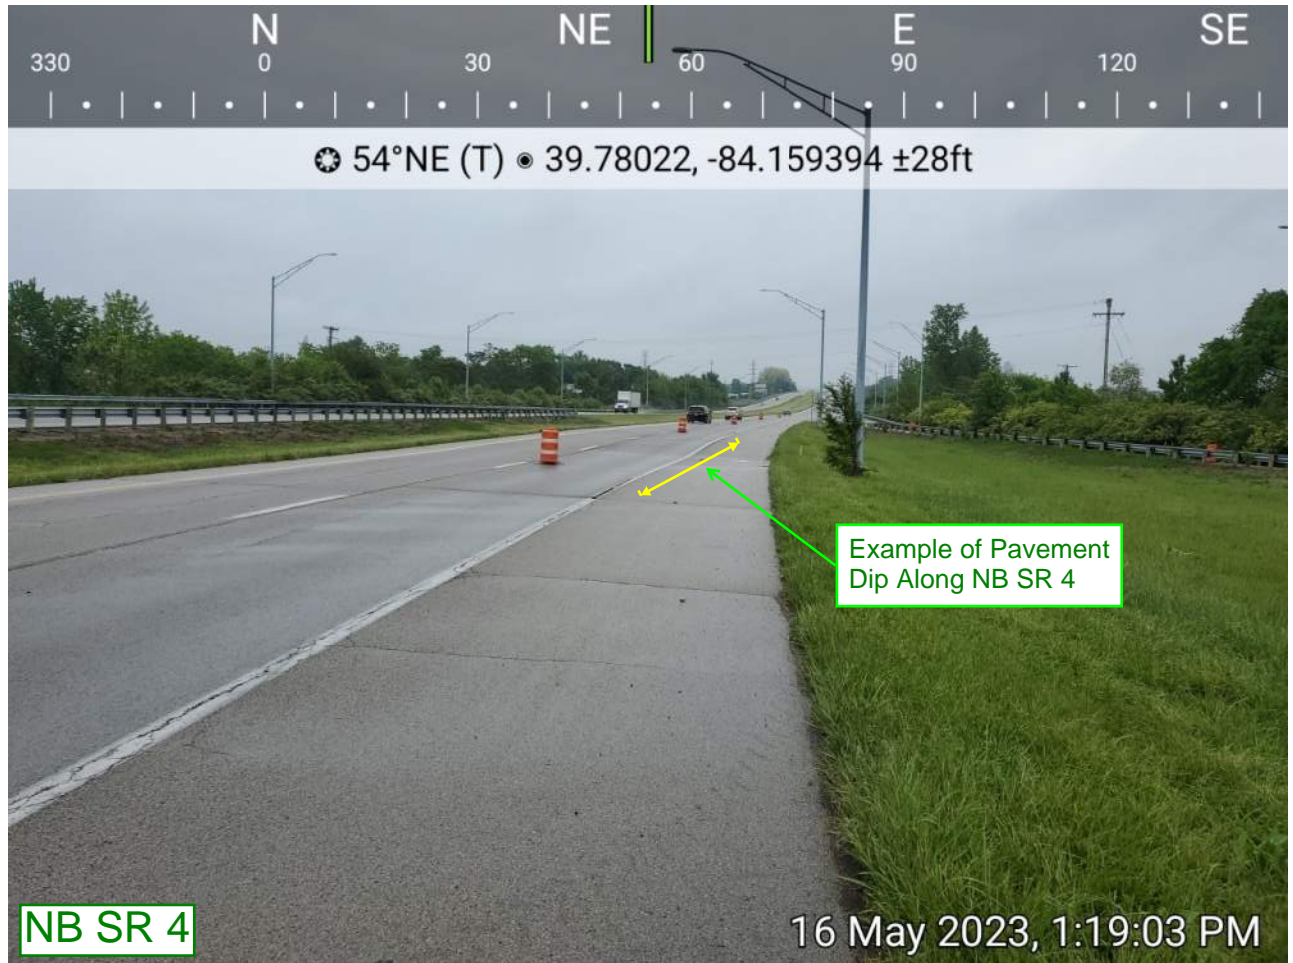 N NE E SE
330 0 30 60 90 120
54°NE (T) ● 39.78022, -84.159394 ±28ft
Example of Pavement
Dip Along NB SR 4
NB SR 4
16 May 2023, 1:19:03 PM